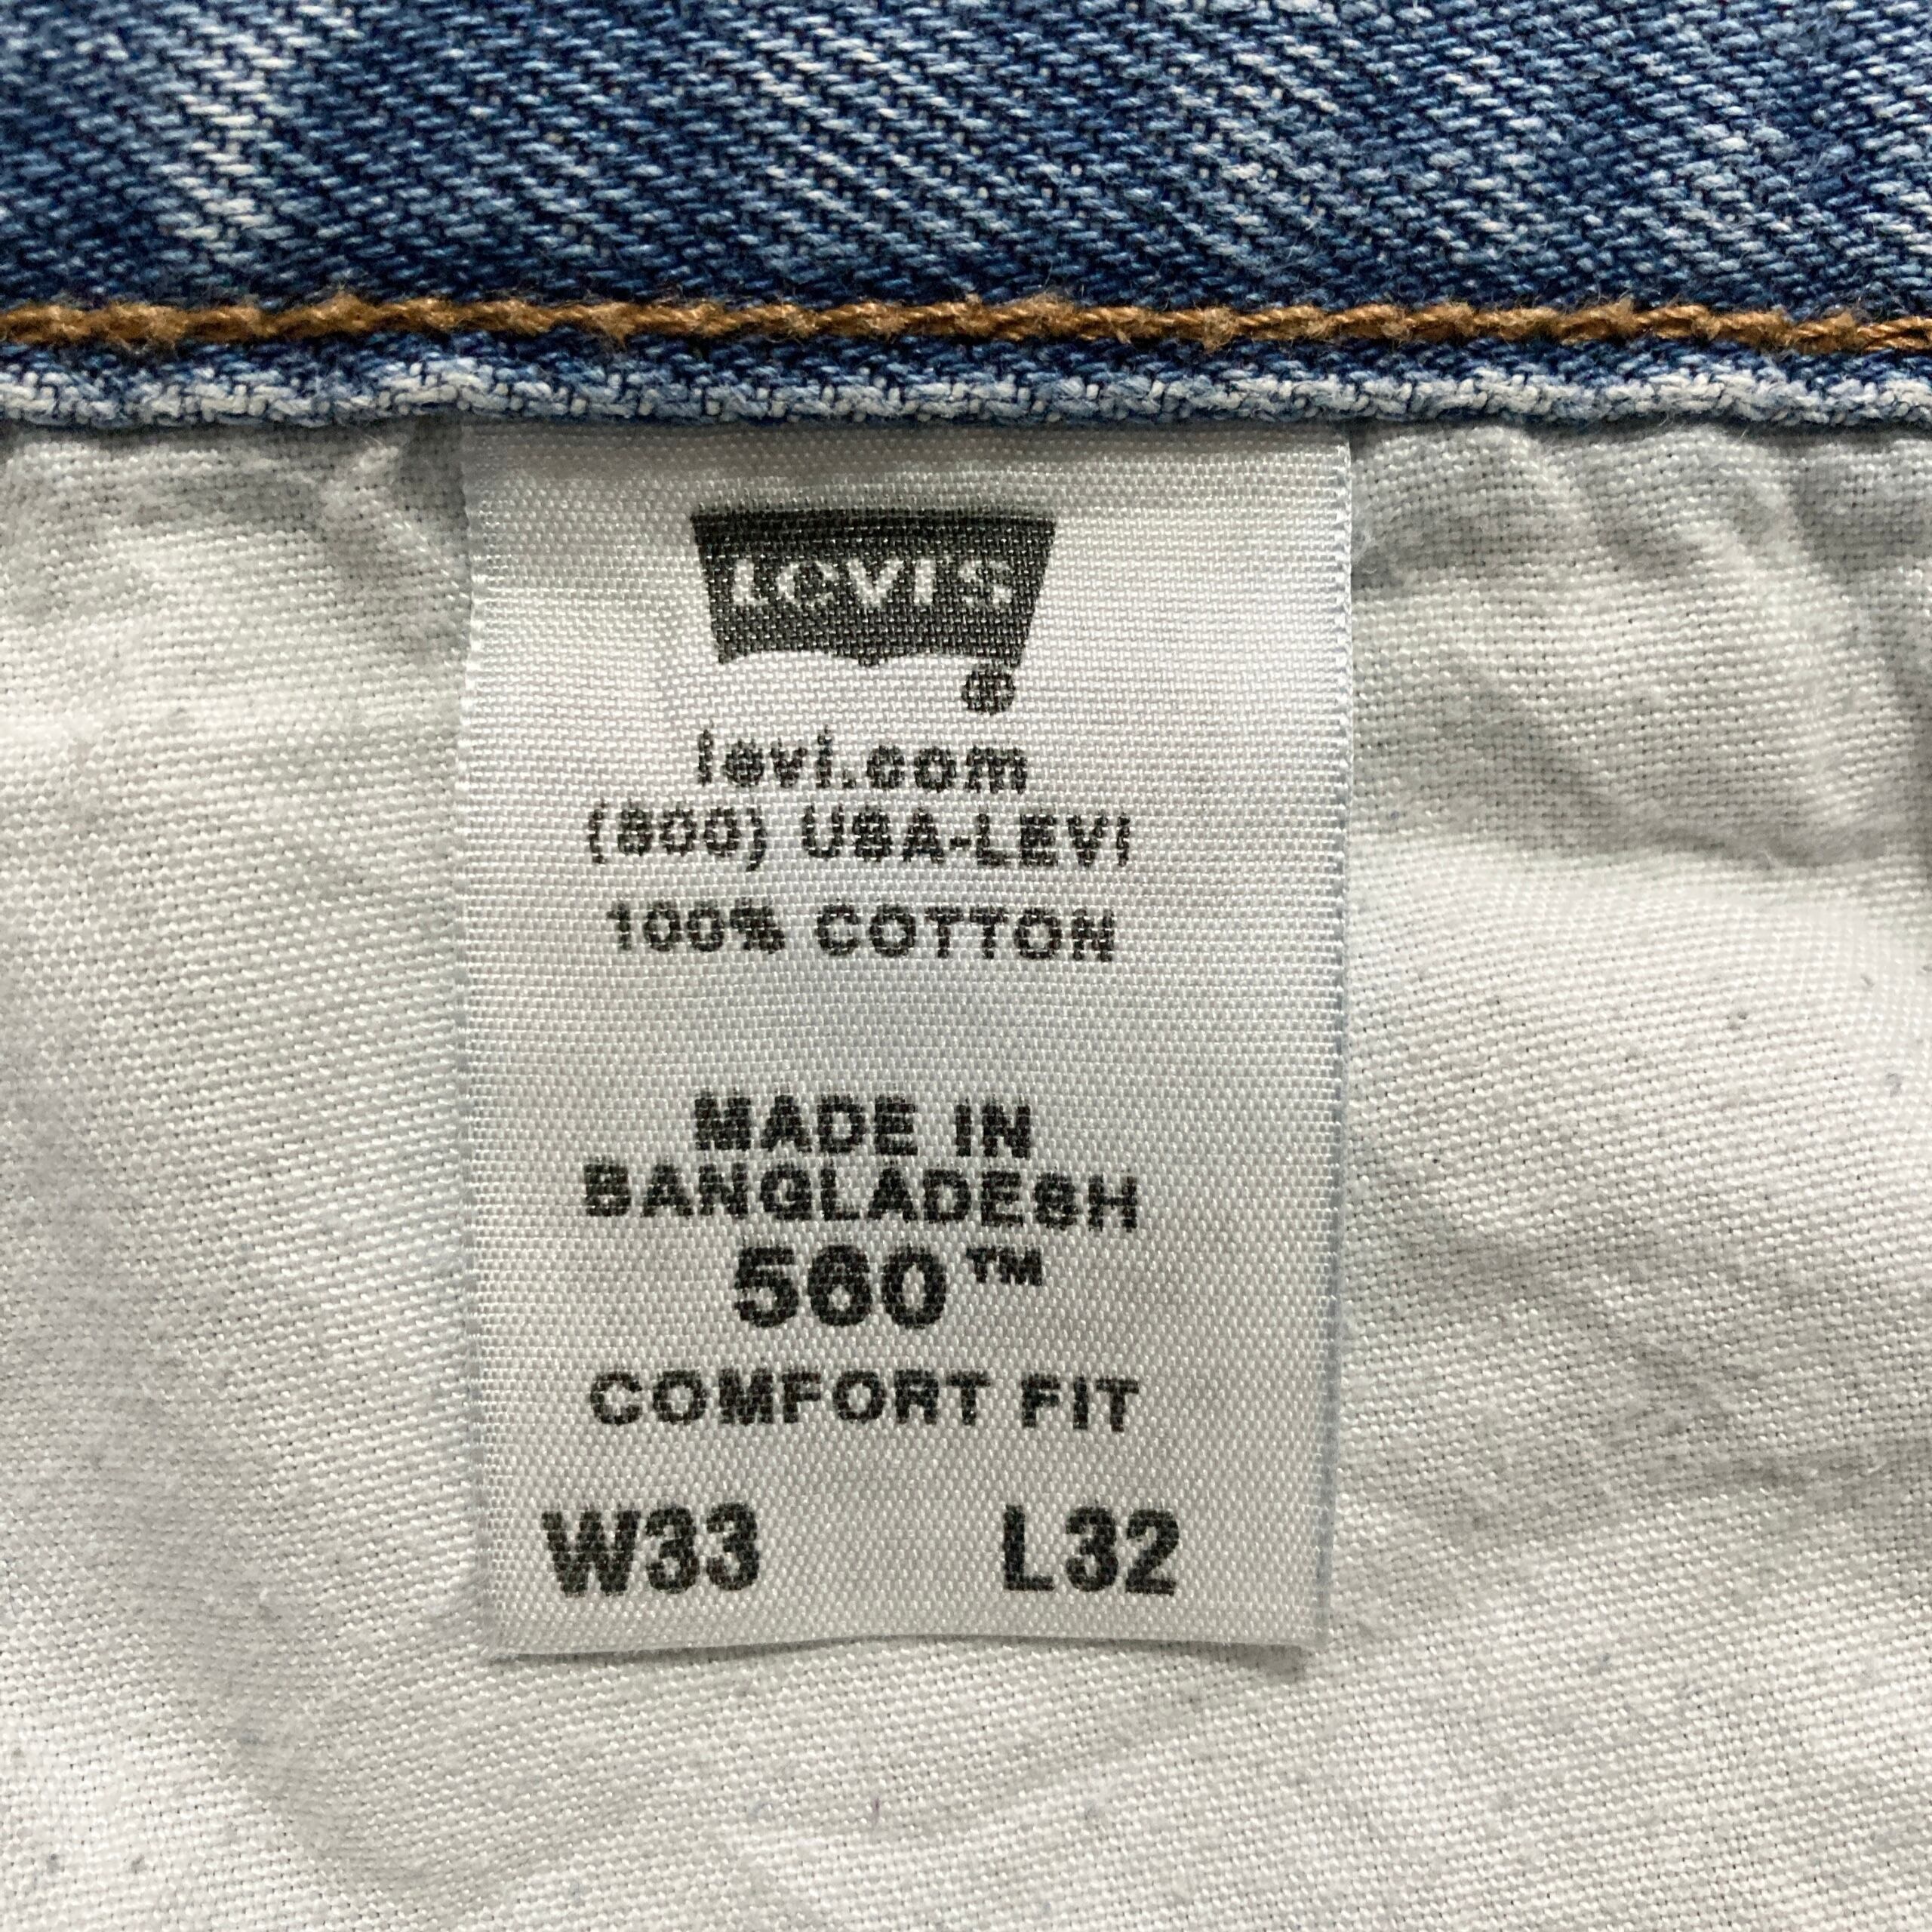 Levi's
®
levi.com
(800) USA-LEVI
100% COTTON
MADE IN
BANGLADESH
560™
COMFORT FIT
W33 L32